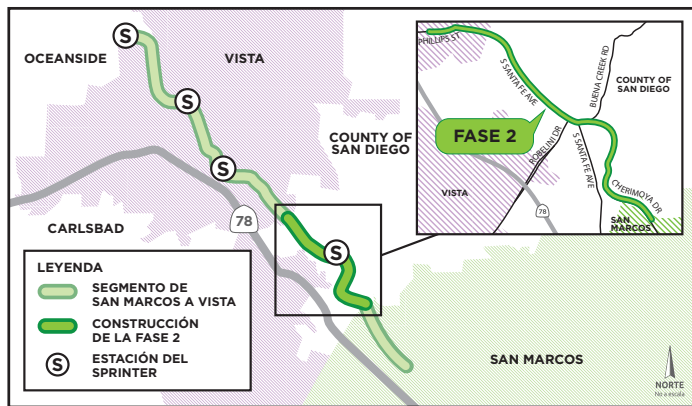 OCEANSIDE
VISTA
COUNTY OF
SAN DIEGO
CARLSBAD
78
S
S
S
S
SAN MARCOS
LEYENDA
SEGMENTO DE
SAN MARCOS A VISTA
CONSTRUCCIÓN
DE LA FASE 2
S
ESTACIÓN DEL
SPRINTER
PHILLIPS ST
S SANTA FE AVE
BUENA CREEK RD
COUNTY OF
SAN DIEGO
FASE 2
ROBELINI DR
S SANTA FE AVE
CHERIMOYA DR
VISTA
78
SAN
MARCOS
NORTE
No a escala